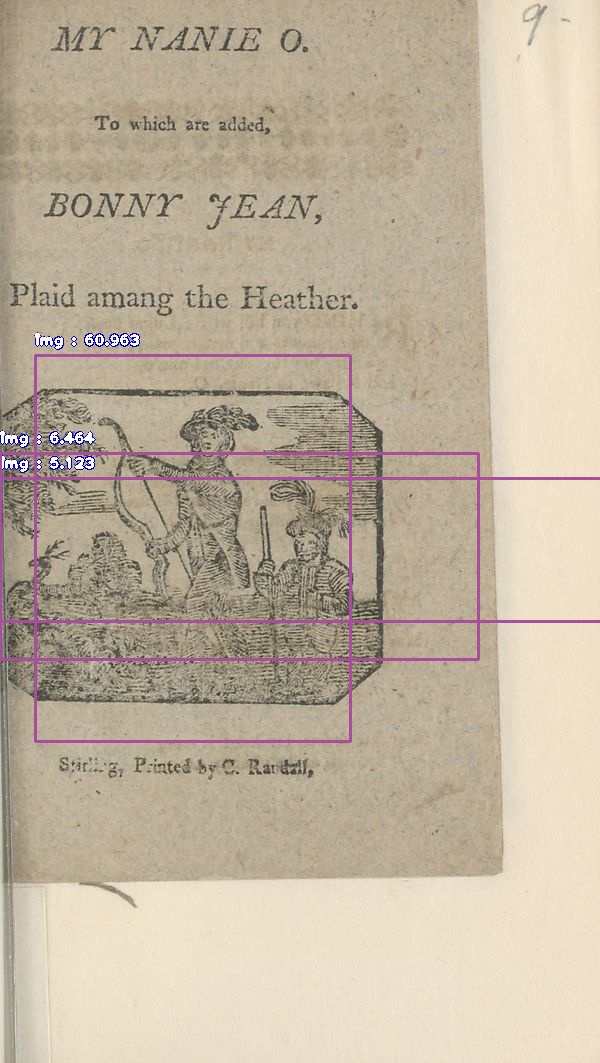 9-
MY NANIE O.
To which are added,
BONNY JEAN,
Plaid amang the Heather.
img : 60.963
img : 6.464
img : 5.123
Stirling, Printed by C. Randall,